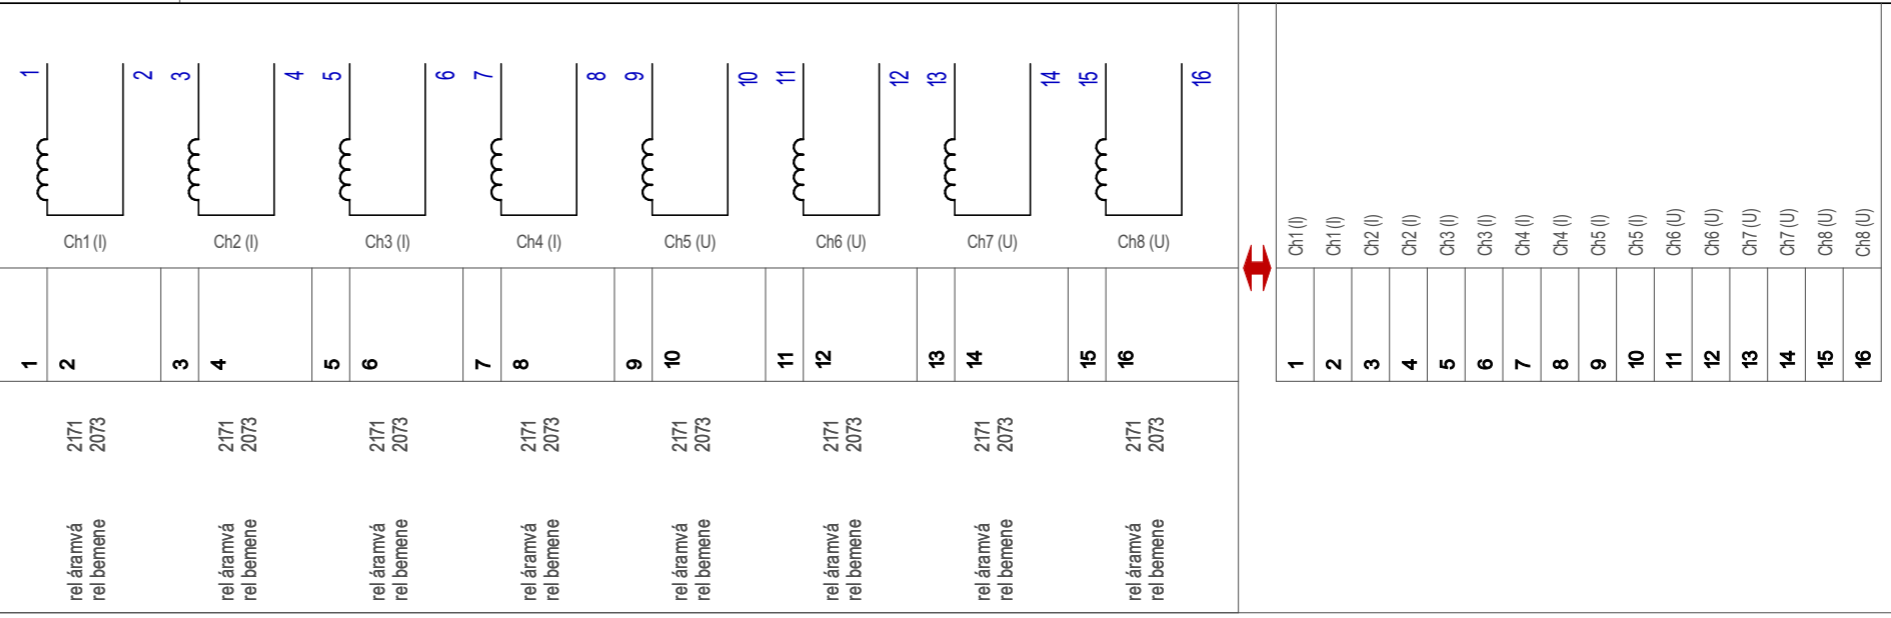 1 2 3 4 5 6 7 8 9 10 11 12 13 14 15 16
Ch1 (I) Ch2 (I) Ch3 (I) Ch4 (I) Ch5 (U) Ch6 (U) Ch7 (U) Ch8 (U)
1 2 3 4 5 6 7 8 9 10 11 12 13 14 15 16
2171
2073
2171
2073
2171
2073
2171
2073
2171
2073
2171
2073
2171
2073
2171
2073
rel áramvá
rel bemene
rel áramvá
rel bemene
rel áramvá
rel bemene
rel áramvá
rel bemene
rel áramvá
rel bemene
rel áramvá
rel bemene
rel áramvá
rel bemene
rel áramvá
rel bemene
Ch1 (I)
Ch1 (I)
Ch2 (I)
Ch2 (I)
Ch3 (I)
Ch3 (I)
Ch4 (I)
Ch4 (I)
Ch5 (I)
Ch5 (I)
Ch6 (U)
Ch6 (U)
Ch7 (U)
Ch7 (U)
Ch8 (U)
Ch8 (U)
1 2 3 4 5 6 7 8 9 10 11 12 13 14 15 16